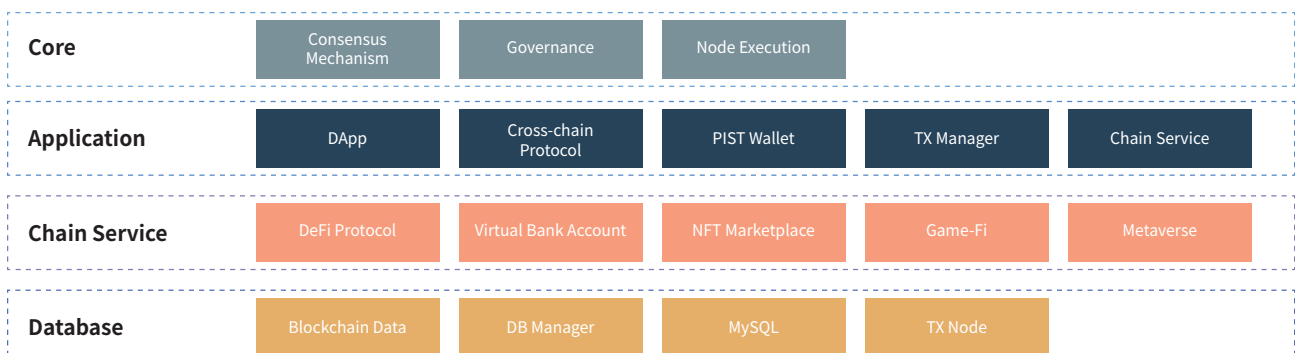 Core
Consensus
Mechanism
Governance
Node Execution
Application
DApp
Cross-chain
Protocol
PIST Wallet
TX Manager
Chain Service
Chain Service
DeFi Protocol
Virtual Bank Account
NFT Marketplace
Game-Fi
Metaverse
Database
Blockchain Data
DB Manager
MySQL
TX Node